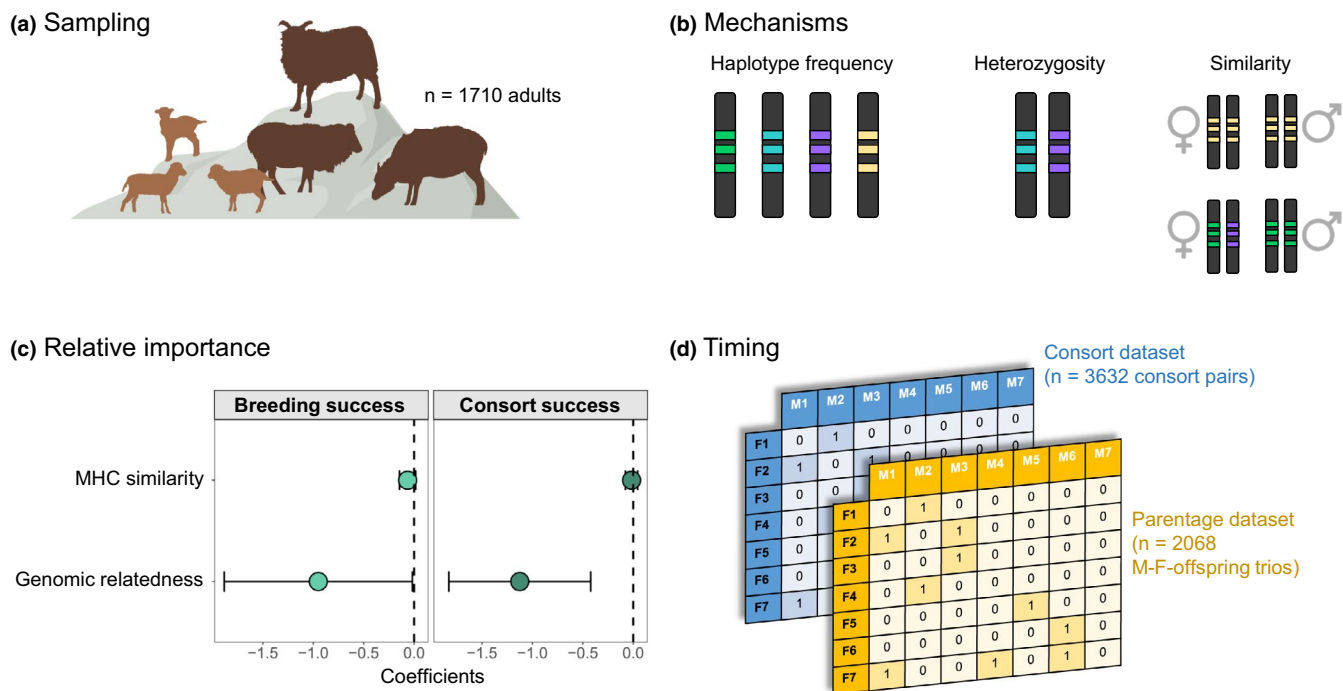 (a) Sampling
n = 1710 adults
(b) Mechanisms
Haplotype frequency
Heterozygosity
Similarity
♀ ♂
♀ ♂
(c) Relative importance
Breeding success
Consort success
MHC similarity
Genomic relatedness
−1.5 −1.0 −0.5 0.0
−1.5 −1.0 −0.5 0.0
Coefficients
(d) Timing
Consort dataset
(n = 3632 consort pairs)
M1 M2 M3 M4 M5 M6 M7
F1 0 1 0 0 0 0 0
F2 1 0 1 0 0 0 0
F3 0 0
F4 0
F5 0
F6 0
F7 1
M1 M2 M3 M4 M5 M6 M7
F1 0 1 0 0 0 0 0
F2 1 0 1 0 0 0 0
F3 0 0 1 0 0 0 0
F4 0 1 0 0 0 0 0
F5 0 0 0 0 1 0 0
F6 0 0 0 0 0 1 0
F7 1 0 0 1 0 1 0
Parentage dataset
(n = 2068
M-F-offspring trios)